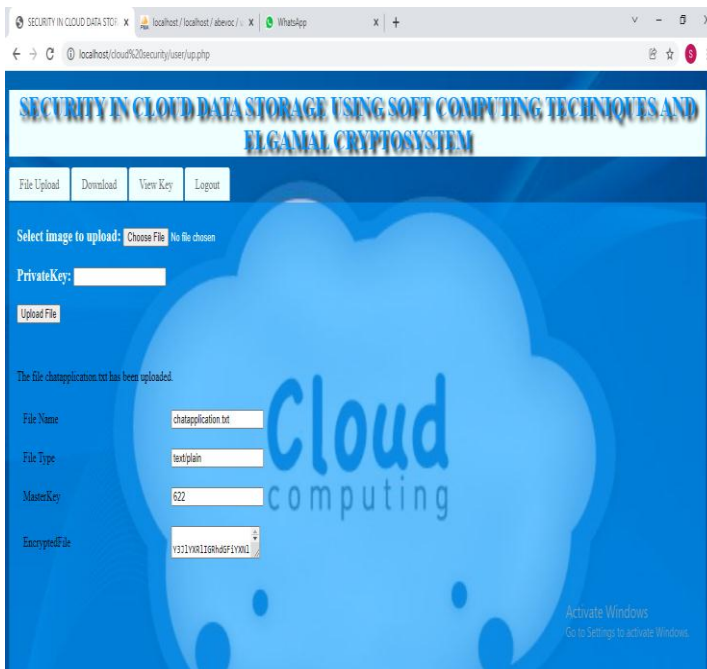 SECURITY IN CLOUD DATA STOR
localhost / localhost / abevoc / u
WhatsApp
localhost/cloud%20security/user/up.php
S
SECURITY IN CLOUD DATA STORAGE USING SOFT COMPUTING TECHNIQUES AND
ELGAMAL CRYPTOSYSTEM
File Upload
Download
View Key
Logout
Select image to upload: Choose File No file chosen
PrivateKey:
Upload File
The file chatapplication.txt has been uploaded.
File Name chatapplication.txt
File Type text/plain
MasterKey 622
EncryptedFile Y3JlYXRlIGRhdGFiYXNl
Cloud
computing
Activate Windows
Go to Settings to activate Windows.